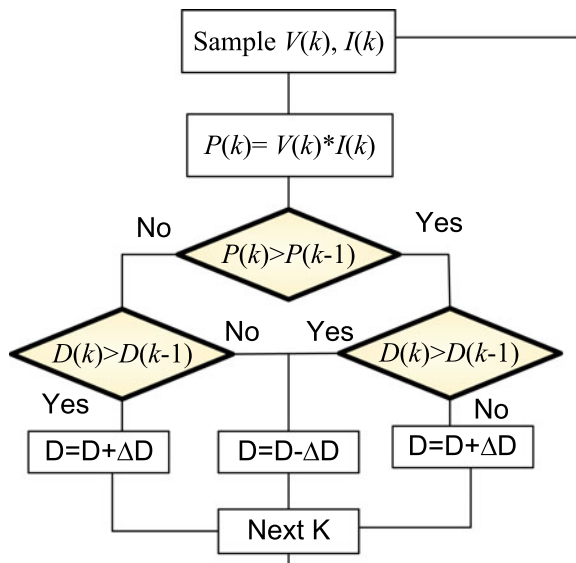 Sample V(k), I(k)
P(k)= V(k)*I(k)
No
Yes
P(k)>P(k-1)
No
Yes
D(k)>D(k-1)
D(k)>D(k-1)
Yes
No
D=D+ΔD
D=D-ΔD
D=D+ΔD
Next K